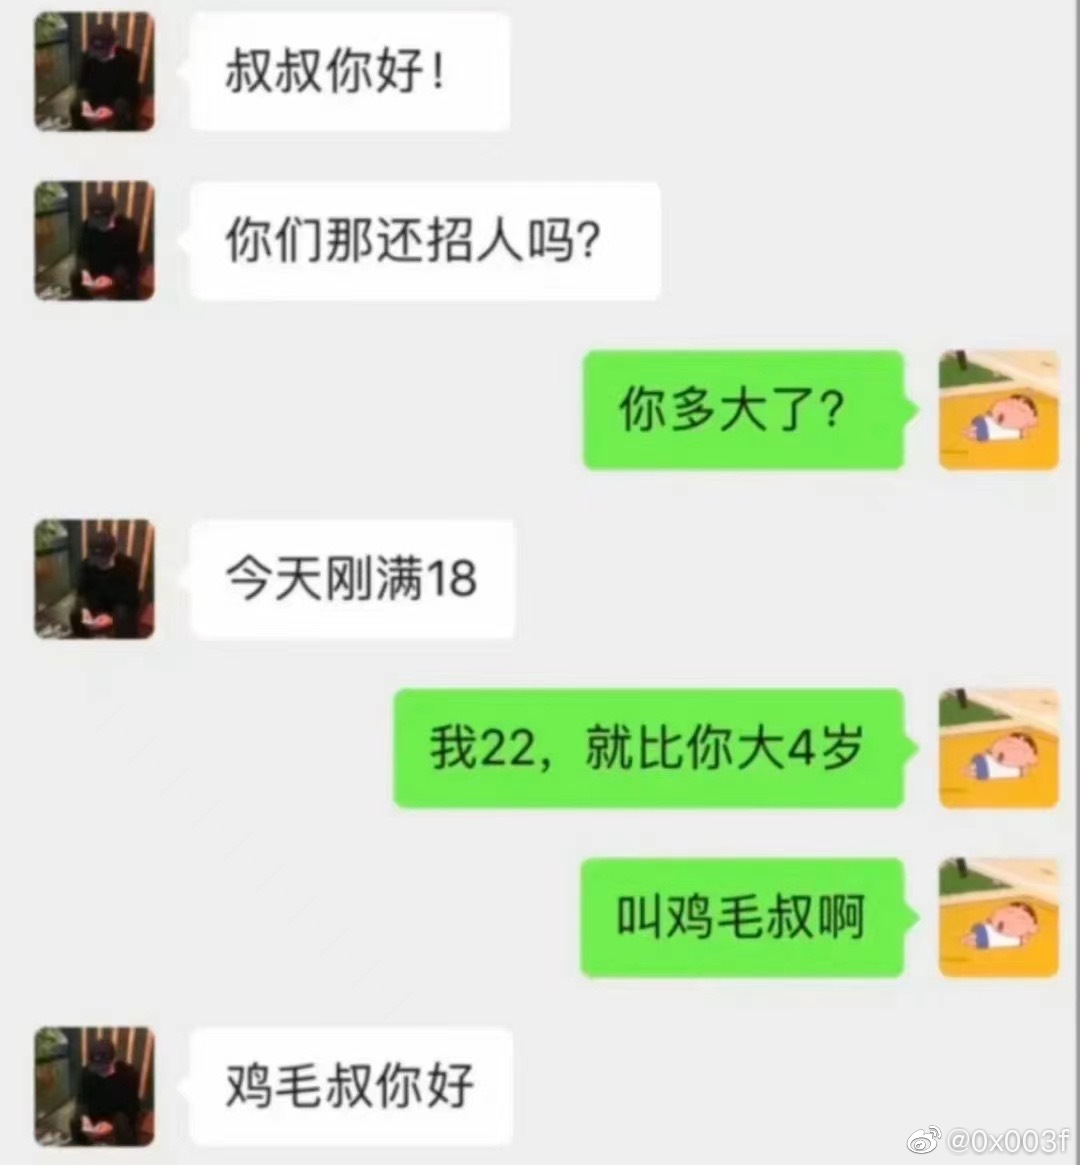 叔叔你好!
你们那还招人吗?
你多大了?
今天刚满18
我22，就比你大4岁
叫鸡毛叔啊
鸡毛叔你好
@0x003f